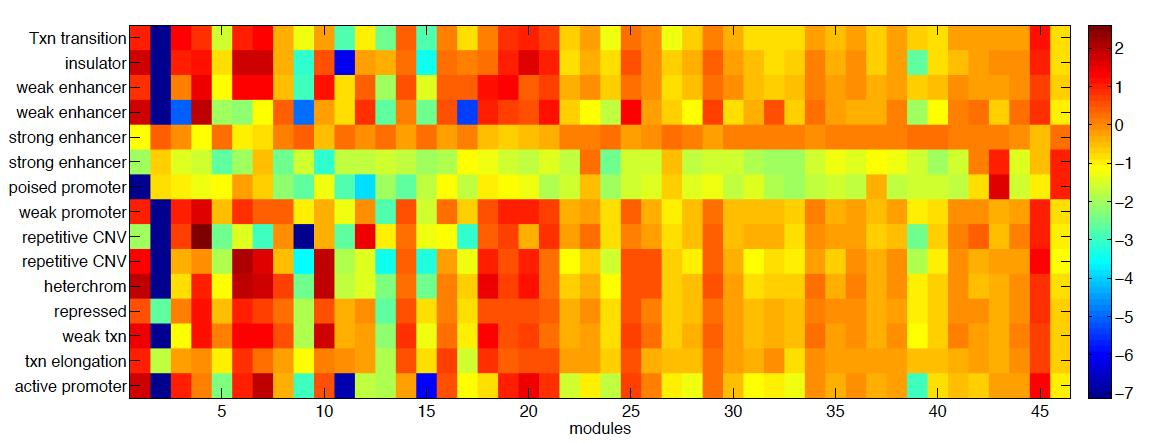 Txn transition
insulator
weak enhancer
weak enhancer
strong enhancer
strong enhancer
poised promoter
weak promoter
repetitive CNV
repetitive CNV
heterchrom
repressed
weak txn
txn elongation
active promoter
5 10 15 20 25 30 35 40 45
modules
2
1
0
−1
−2
−3
−4
−5
−6
−7